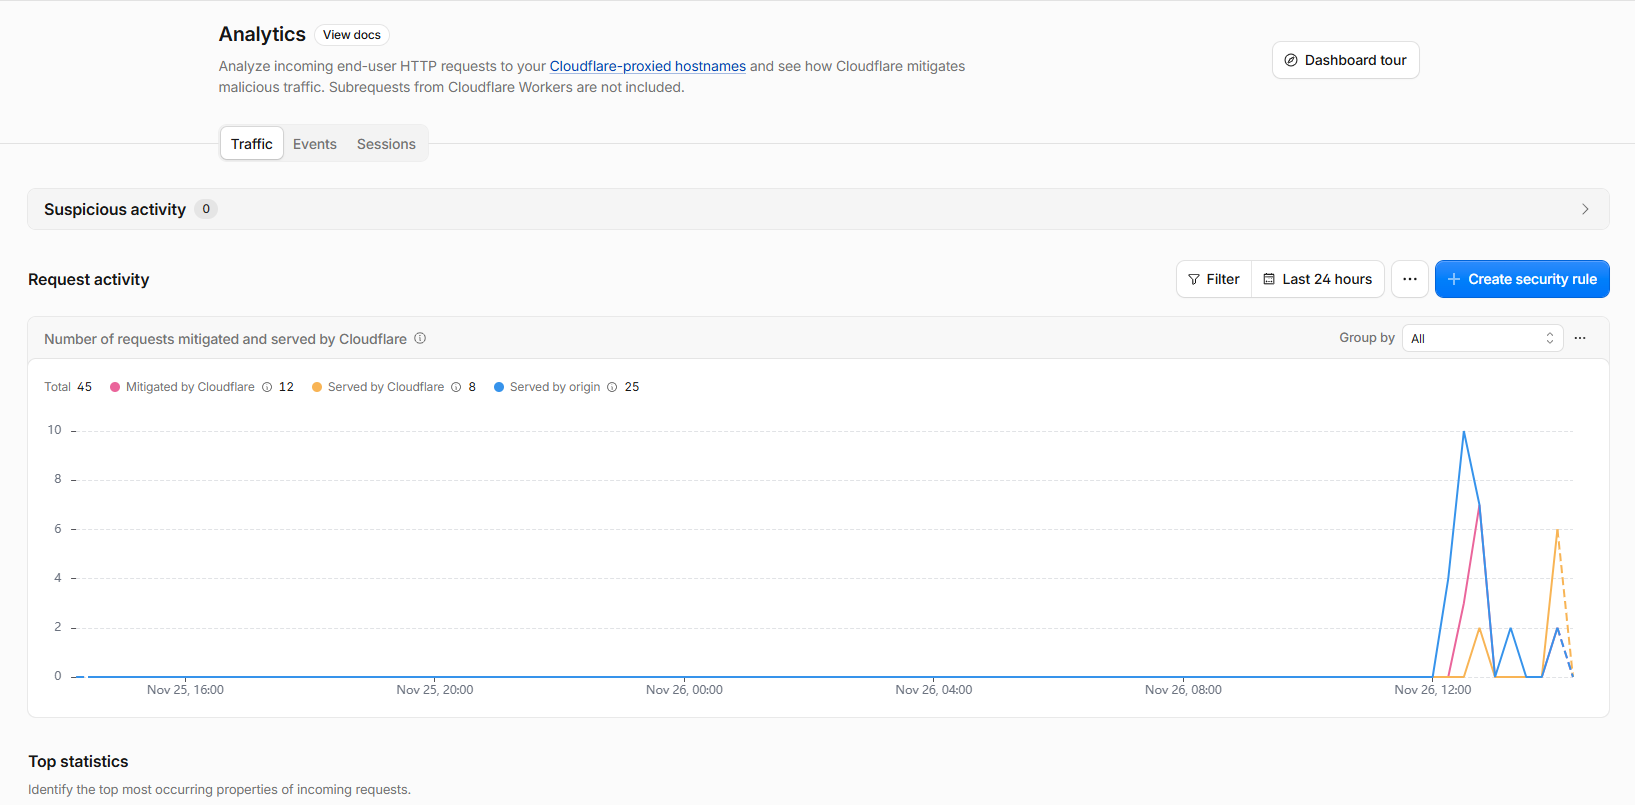 Analytics View docs
Analyze incoming end-user HTTP requests to your Cloudflare-proxied hostnames and see how Cloudflare mitigates
malicious traffic. Subrequests from Cloudflare Workers are not included.
Dashboard tour
Traffic Events Sessions
Suspicious activity 0
Request activity
Filter Last 24 hours ... + Create security rule
Number of requests mitigated and served by Cloudflare
Group by All ...
Total 45 Mitigated by Cloudflare 12 Served by Cloudflare 8 Served by origin 25
10
8
6
4
2
0
Nov 25, 16:00 Nov 25, 20:00 Nov 26, 00:00 Nov 26, 04:00 Nov 26, 08:00 Nov 26, 12:00
Top statistics
Identify the top most occurring properties of incoming requests.